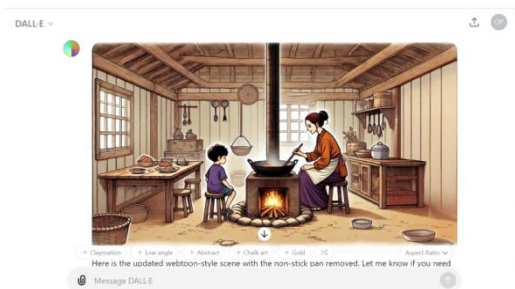 DALL·E
OP
+ Claymation + Low angle + Abstract + Chalk art + Gold Aspect Ratio
Here is the updated webtoon-style scene with the non-stick pan removed. Let me know if you need
Message DALL·E